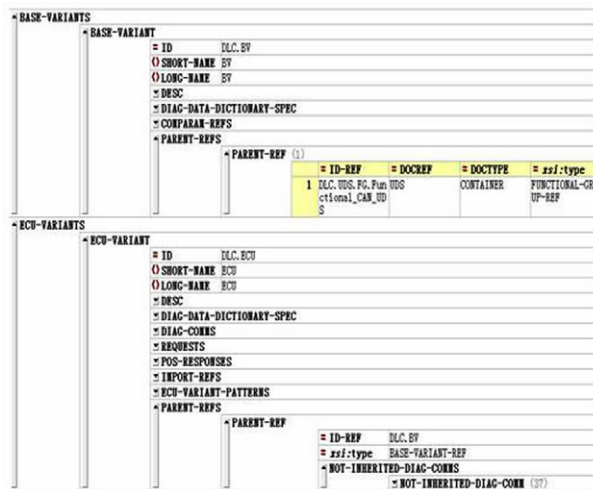 BASE-VARIANTS
BASE-VARIANT
= ID DLC.BV
() SHORT-NAME BV
() LONG-NAME BV
DESC
DIAG-DATA-DICTIONARY-SPEC
COMPARAM-REFS
PARENT-REFS
PARENT-REF (1)
= ID-REF = DOCREF = DOCTYPE = xsi:type
1 DLC.UDS.FG.Fun UDS CONTAINER FUNCTIONAL-GR
ctional_CAN_UD UP-REF
S
ECU-VARIANTS
ECU-VARIANT
= ID DLC.ECU
() SHORT-NAME ECU
() LONG-NAME ECU
DESC
DIAG-DATA-DICTIONARY-SPEC
DIAG-COMMS
REQUESTS
POS-RESPONSES
IMPORT-REFS
ECU-VARIANT-PATTERNS
PARENT-REFS
PARENT-REF
= ID-REF DLC.BV
= xsi:type BASE-VARIANT-REF
NOT-INHERITED-DIAG-COMMS
NOT-INHERITED-DIAG-COMM (37)